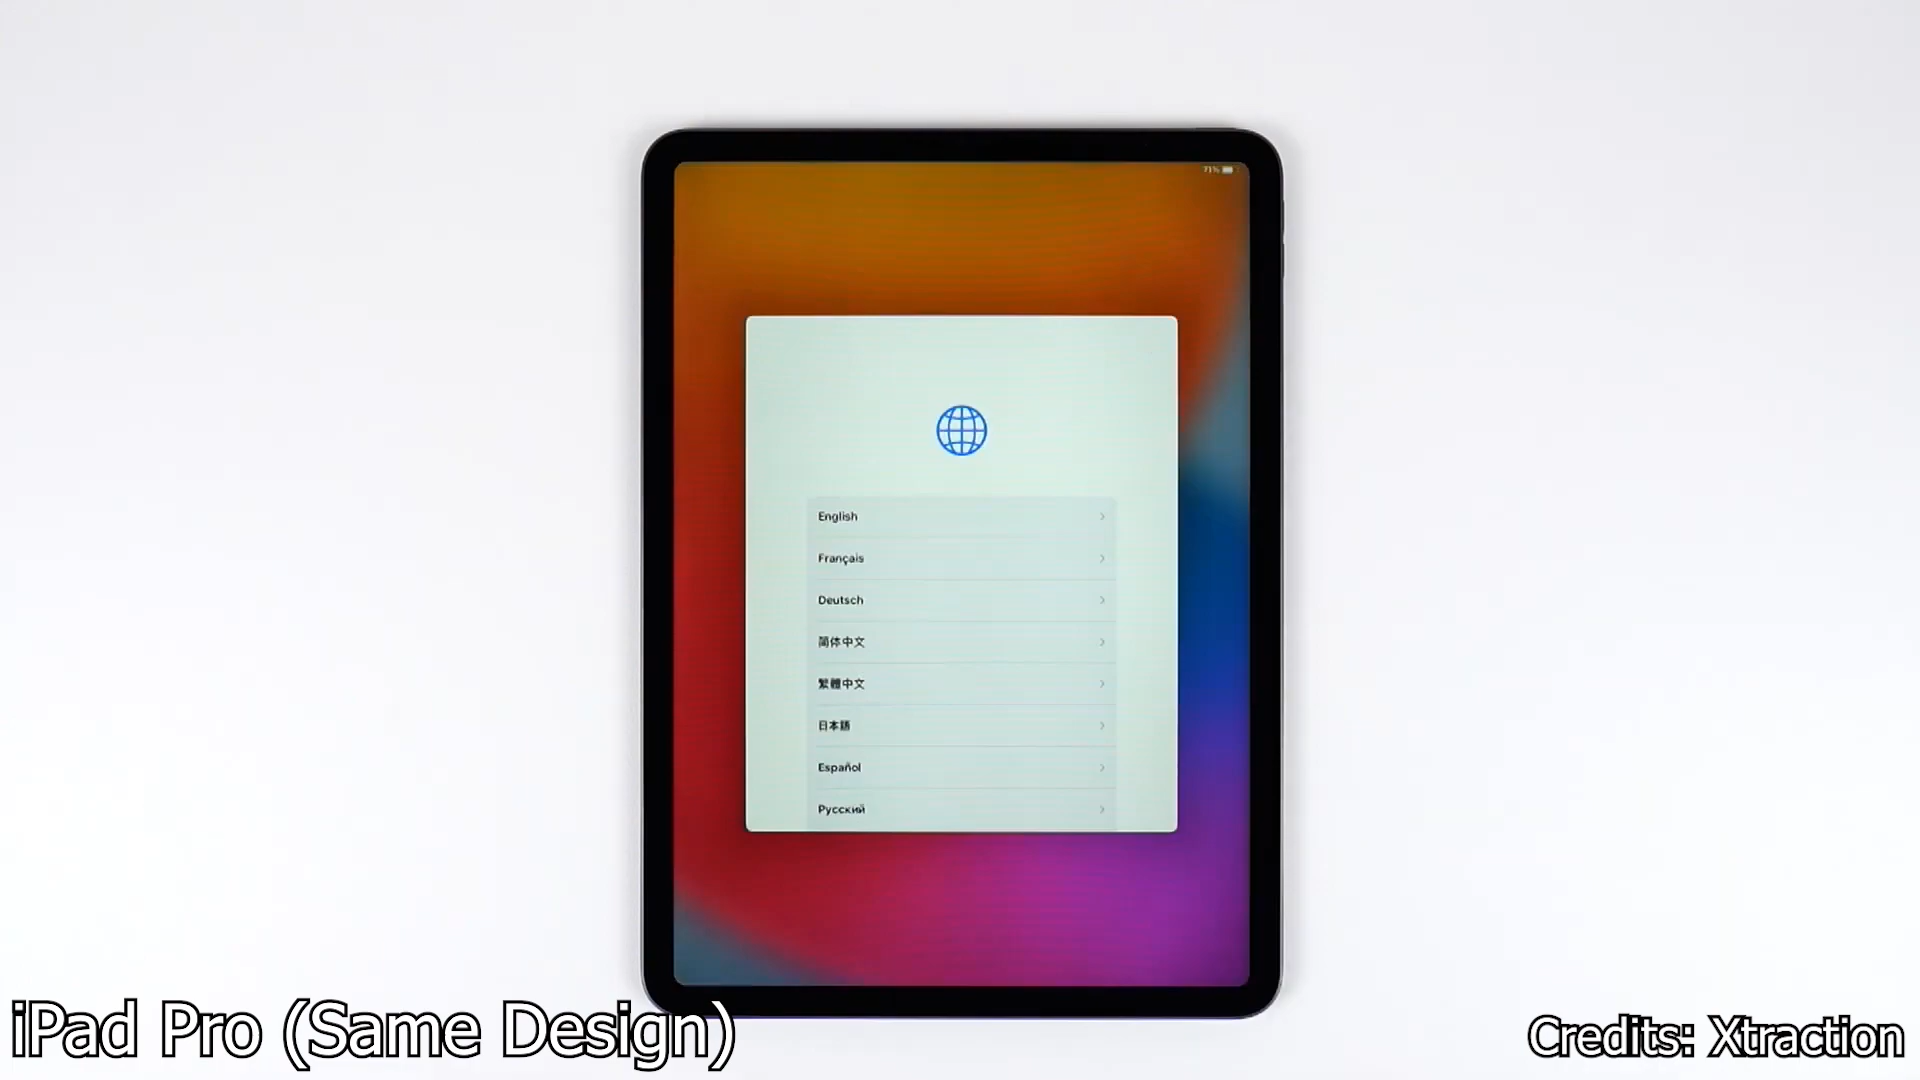 71%
English
Français
Deutsch
简体中文
繁體中文
日本語
Español
Русский
iPad Pro (Same Design)
Credits: Xtraction